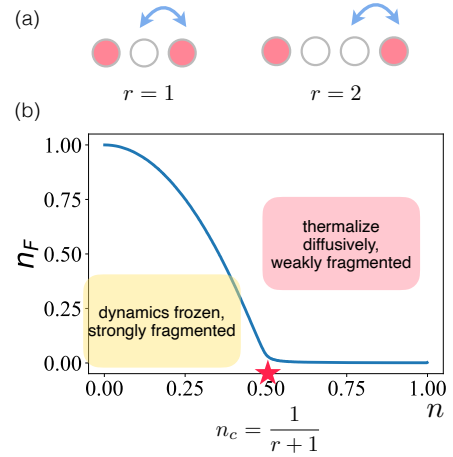 (a)
r = 1
r = 2
(b)
1.00
0.75
0.50
0.25
0.00
n_F
thermalize
diffusively,
weakly fragmented
dynamics frozen,
strongly fragmented
0.00 0.25 0.50 0.75 1.00
n
n_c = 1/(r+1)